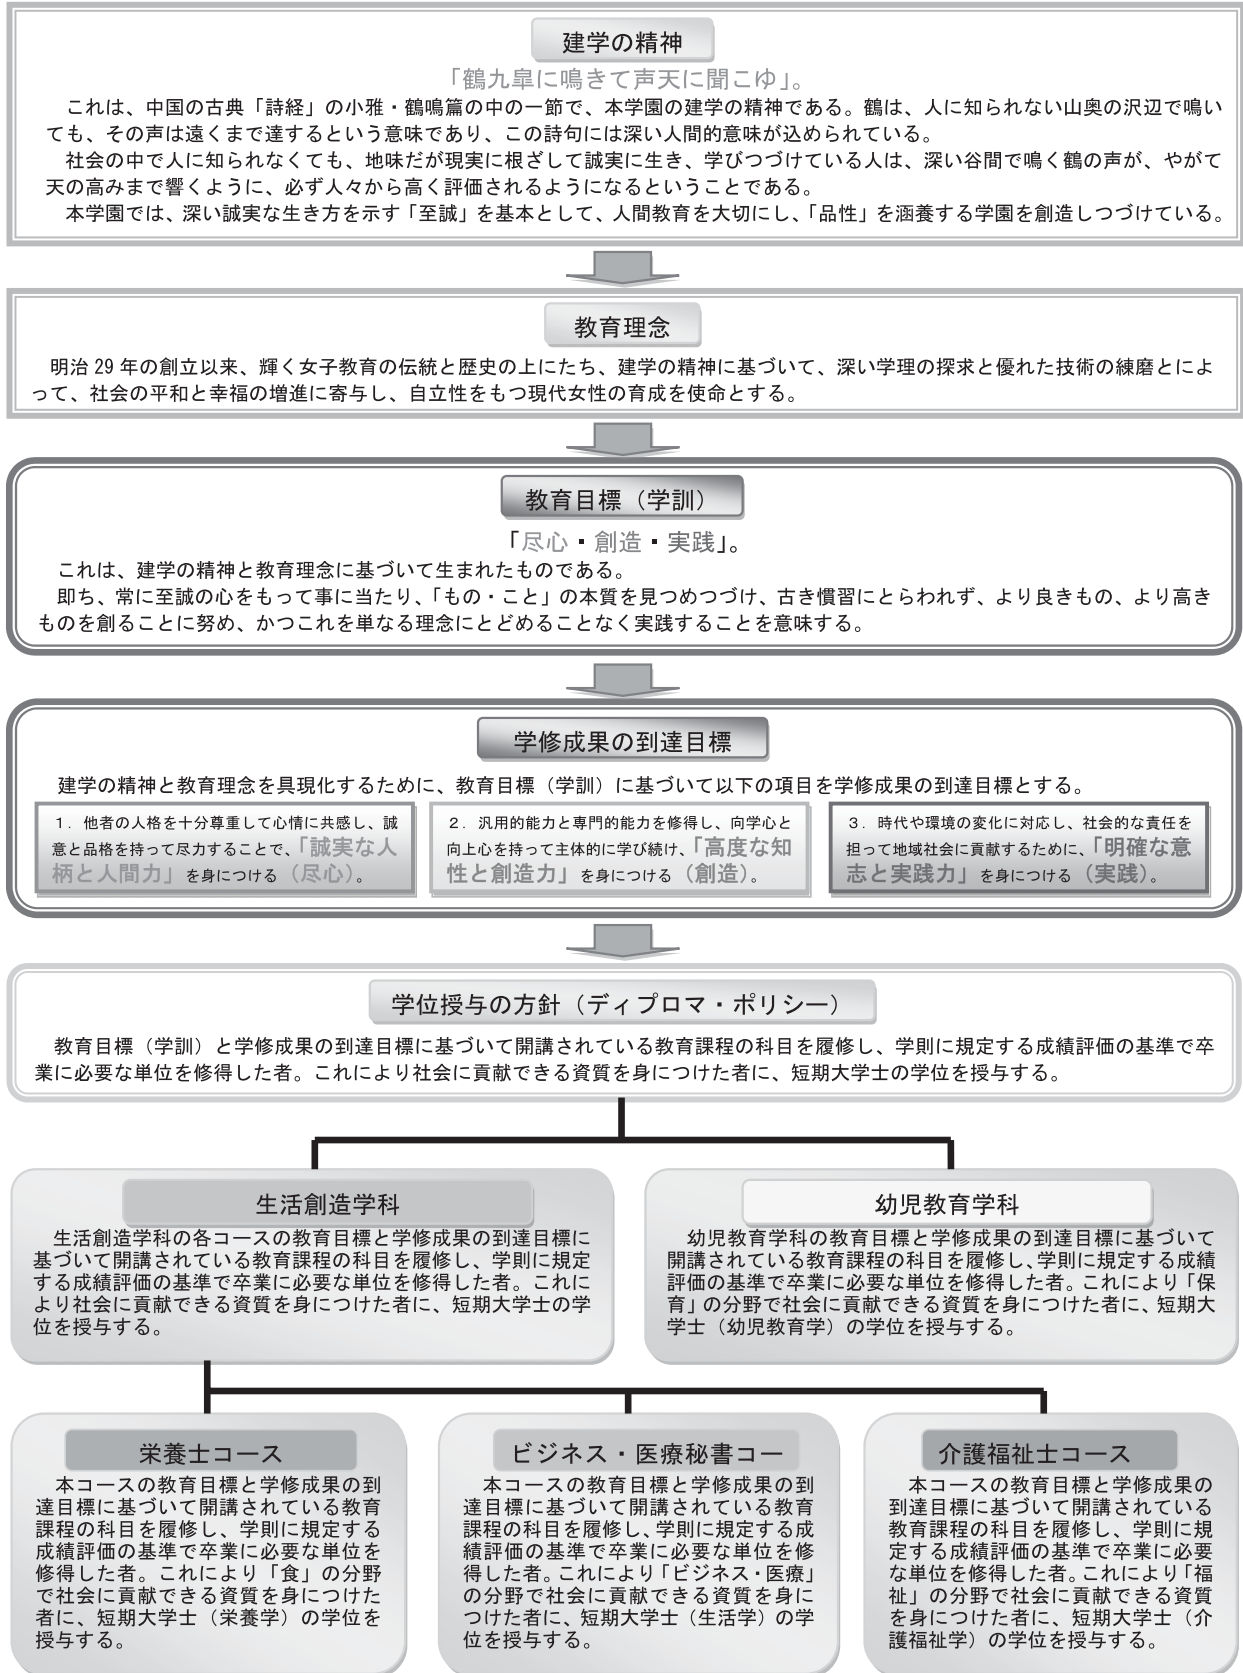 建学の精神
「鶴九皐に鳴きて声天に聞こゆ」。
これは、中国の古典「詩経」の小雅・鶴鳴篇の中の一節で、本学園の建学の精神である。鶴は、人に知られない山奥の沢辺で鳴い
ても、その声は遠くまで達するという意味であり、この詩句には深い人間的意味が込められている。
社会の中で人に知られなくても、地味だが現実に根ざして誠実に生き、学びつづけている人は、深い谷間で鳴く鶴の声が、やがて
天の高みまで響くように、必ず人々から高く評価されるようになるということである。
本学園では、深い誠実な生き方を示す「至誠」を基本として、人間教育を大切にし、「品性」を涵養する学園を創造しつづけている。
教育理念
明治 29 年の創立以来、輝く女子教育の伝統と歴史の上にたち、建学の精神に基づいて、深い学理の探求と優れた技術の練磨とによ
って、社会の平和と幸福の増進に寄与し、自立性をもつ現代女性の育成を使命とする。
教育目標（学訓）
「尽心・創造・実践」。
これは、建学の精神と教育理念に基づいて生まれたものである。
即ち、常に至誠の心をもって事に当たり、「もの・こと」の本質を見つめつづけ、古き慣習にとらわれず、より良きもの、より高き
ものを創ることに努め、かつこれを単なる理念にとどめることなく実践することを意味する。
学修成果の到達目標
建学の精神と教育理念を具現化するために、教育目標（学訓）に基づいて以下の項目を学修成果の到達目標とする。
１．他者の人格を十分尊重して心情に共感し、誠
意と品格を持って尽力することで、「誠実な人
柄と人間力」を身につける（尽心）。
２．汎用的能力と専門的能力を修得し、向学心と
向上心を持って主体的に学び続け、「高度な知
性と創造力」を身につける（創造）。
３．時代や環境の変化に対応し、社会的な責任を
担って地域社会に貢献するために、「明確な意
志と実践力」を身につける（実践）。
学位授与の方針（ディプロマ・ポリシー）
教育目標（学訓）と学修成果の到達目標に基づいて開講されている教育課程の科目を履修し、学則に規定する成績評価の基準で卒
業に必要な単位を修得した者。これにより社会に貢献できる資質を身につけた者に、短期大学士の学位を授与する。
生活創造学科
生活創造学科の各コースの教育目標と学修成果の到達目標に
基づいて開講されている教育課程の科目を履修し、学則に規定
する成績評価の基準で卒業に必要な単位を修得した者。これに
より社会に貢献できる資質を身につけた者に、短期大学士の学
位を授与する。
幼児教育学科
幼児教育学科の教育目標と学修成果の到達目標に基づいて
開講されている教育課程の科目を履修し、学則に規定する成績
評価の基準で卒業に必要な単位を修得した者。これにより「保
育」の分野で社会に貢献できる資質を身につけた者に、短期大
学士（幼児教育学）の学位を授与する。
栄養士コース
本コースの教育目標と学修成果の到
達目標に基づいて開講されている教育
課程の科目を履修し、学則に規定する
成績評価の基準で卒業に必要な単位を
修得した者。これにより「食」の分野
で社会に貢献できる資質を身につけた
者に、短期大学士（栄養学）の学位を
授与する。
ビジネス・医療秘書コー
本コースの教育目標と学修成果の到
達目標に基づいて開講されている教育
課程の科目を履修し、学則に規定する成
績評価の基準で卒業に必要な単位を修
得した者。これにより「ビジネス・医療」
の分野で社会に貢献できる資質を身に
つけた者に、短期大学士（生活学）の学
位を授与する。
介護福祉士コース
本コースの教育目標と学修成果の
到達目標に基づいて開講されている
教育課程の科目を履修し、学則に規
定する成績評価の基準で卒業に必要
な単位を修得した者。これにより「福
祉」の分野で社会に貢献できる資質
を身につけた者に、短期大学士（介
護福祉学）の学位を授与する。